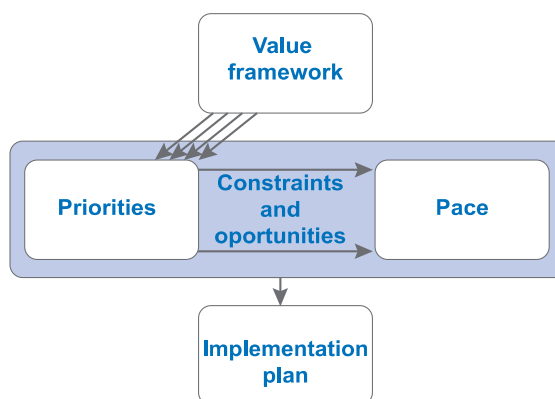 Value
framework
Priorities
Constraints
and
oportunities
Pace
Implementation
plan